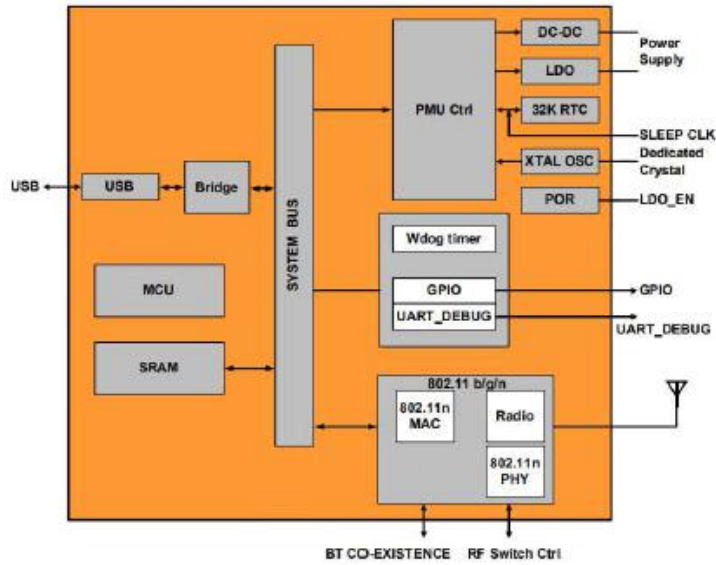 DC-DC
Power
Supply
LDO
PMU Ctrl
32K RTC
SLEEP CLK
XTAL OSC
Dedicated
Crystal
USB
USB
Bridge
POR
LDO_EN
SYSTEM BUS
Wdog timer
MCU
GPIO
GPIO
UART_DEBUG
UART_DEBUG
SRAM
802.11 b/g/n
802.11n
MAC
Radio
802.11n
PHY
BT CO-EXISTENCE
RF Switch Ctrl